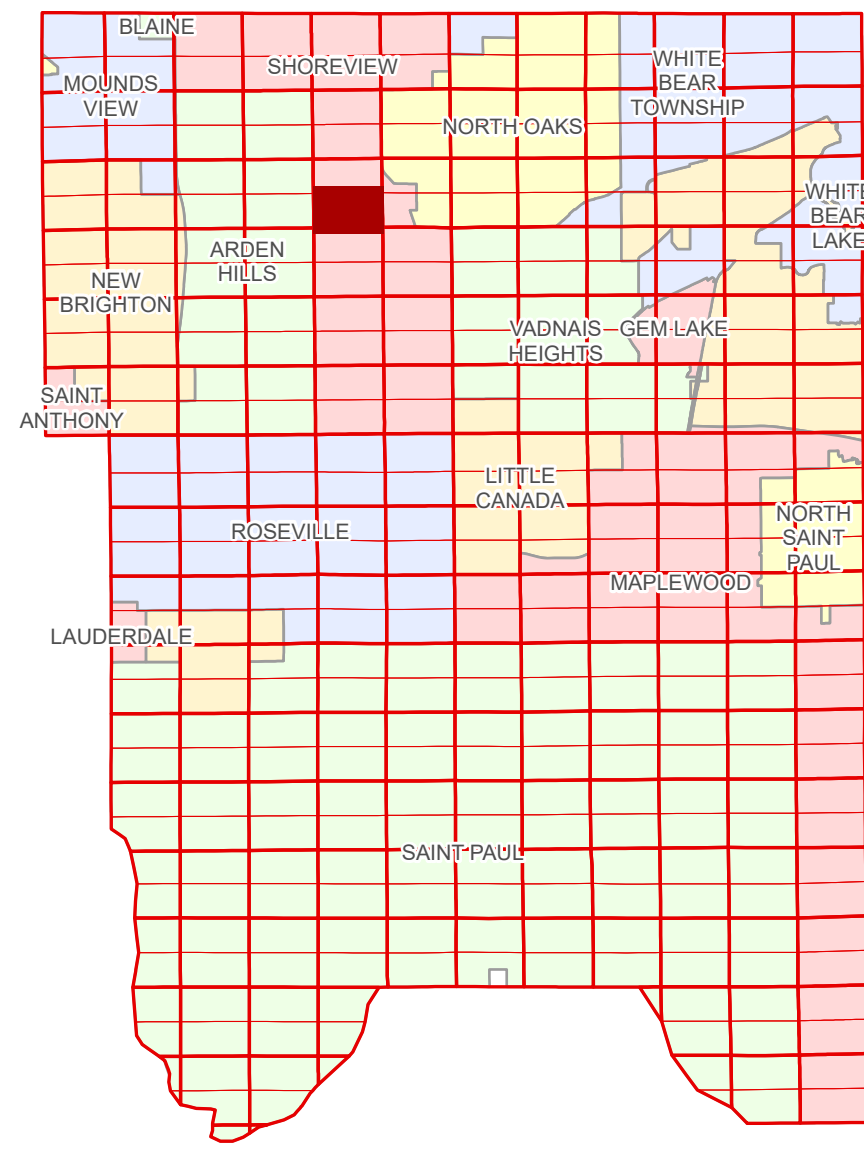 BLAINE
SHOREVIEW
WHITE
BEAR
TOWNSHIP
MOUNDS
VIEW
NORTH OAKS
WHITE
BEAR
LAKE
ARDEN
HILLS
NEW
BRIGHTON
VADNAIS
HEIGHTS
GEM LAKE
SAINT
ANTHONY
LITTLE
CANADA
NORTH
SAINT
PAUL
ROSEVILLE
MAPLEWOOD
LAUDERDALE
SAINT PAUL